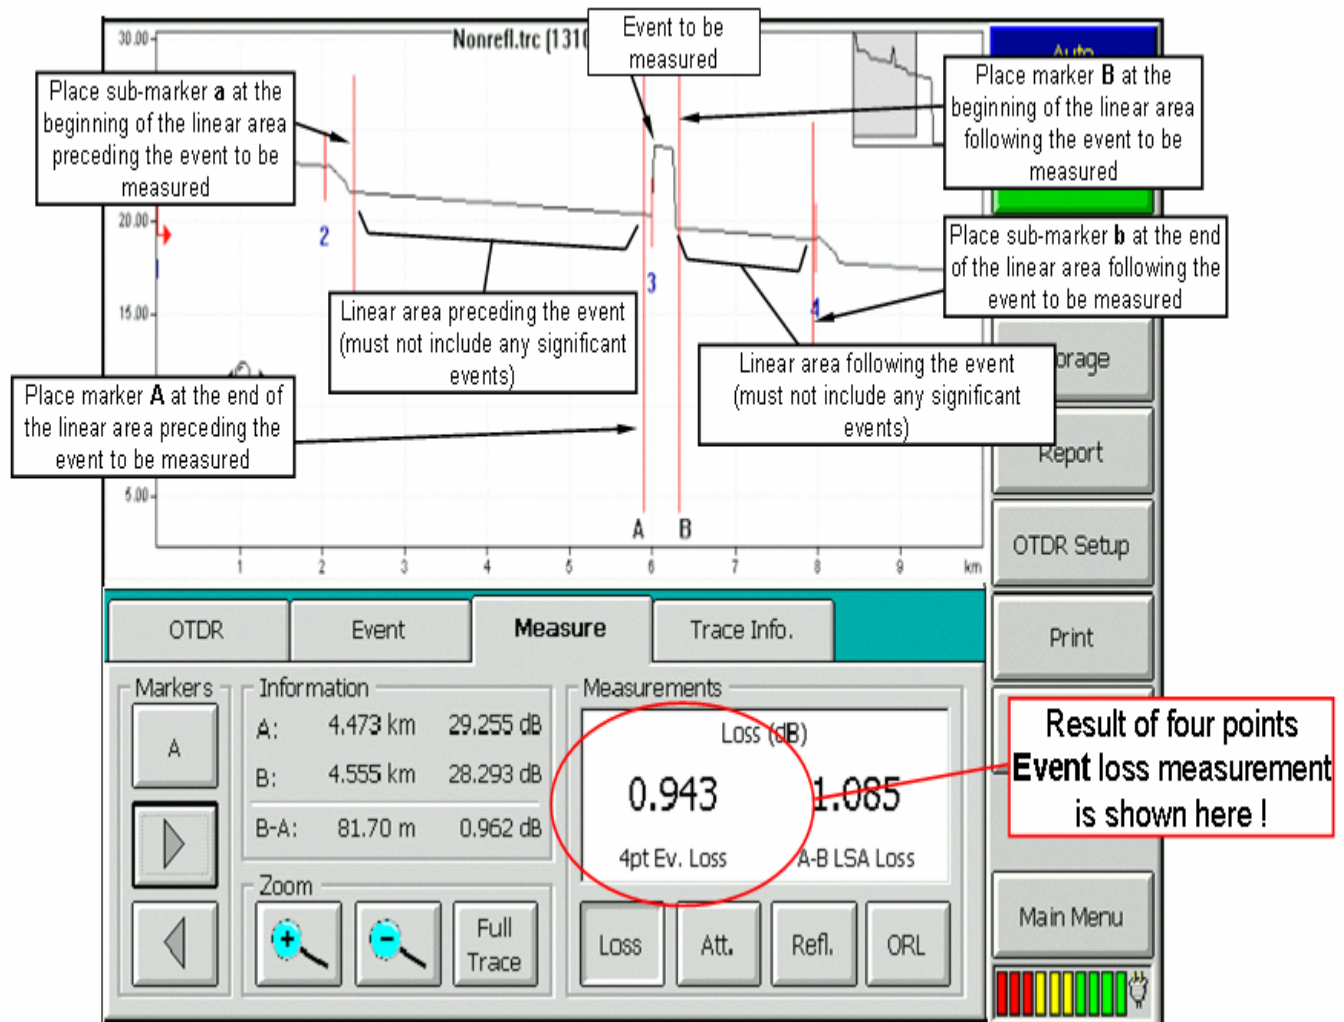 30.00
Nonrefl.trc (1310
Event to be
measured
Auto
Place sub-marker a at the
beginning of the linear area
preceding the event to be
measured
Place marker B at the
beginning of the linear area
following the event to be
measured
20.00
2
3
4
Place sub-marker b at the end
of the linear area following the
event to be measured
15.00
Linear area preceding the event
(must not include any significant
events)
Linear area following the event
(must not include any significant
events)
orage
Place marker A at the end of
the linear area preceding the
event to be measured
Report
5.00
A B
1 2 3 4 5 6 7 8 9 km
OTDR Setup
OTDR Event Measure Trace Info.
Print
Markers
A
Information
A: 4.473 km 29.255 dB
B: 4.555 km 28.293 dB
B-A: 81.70 m 0.962 dB
Zoom
Full
Trace
Measurements
Loss (dB)
0.943 1.085
4pt Ev. Loss A-B LSA Loss
Loss Att. Refl. ORL
Result of four points
Event loss measurement
is shown here !
Main Menu